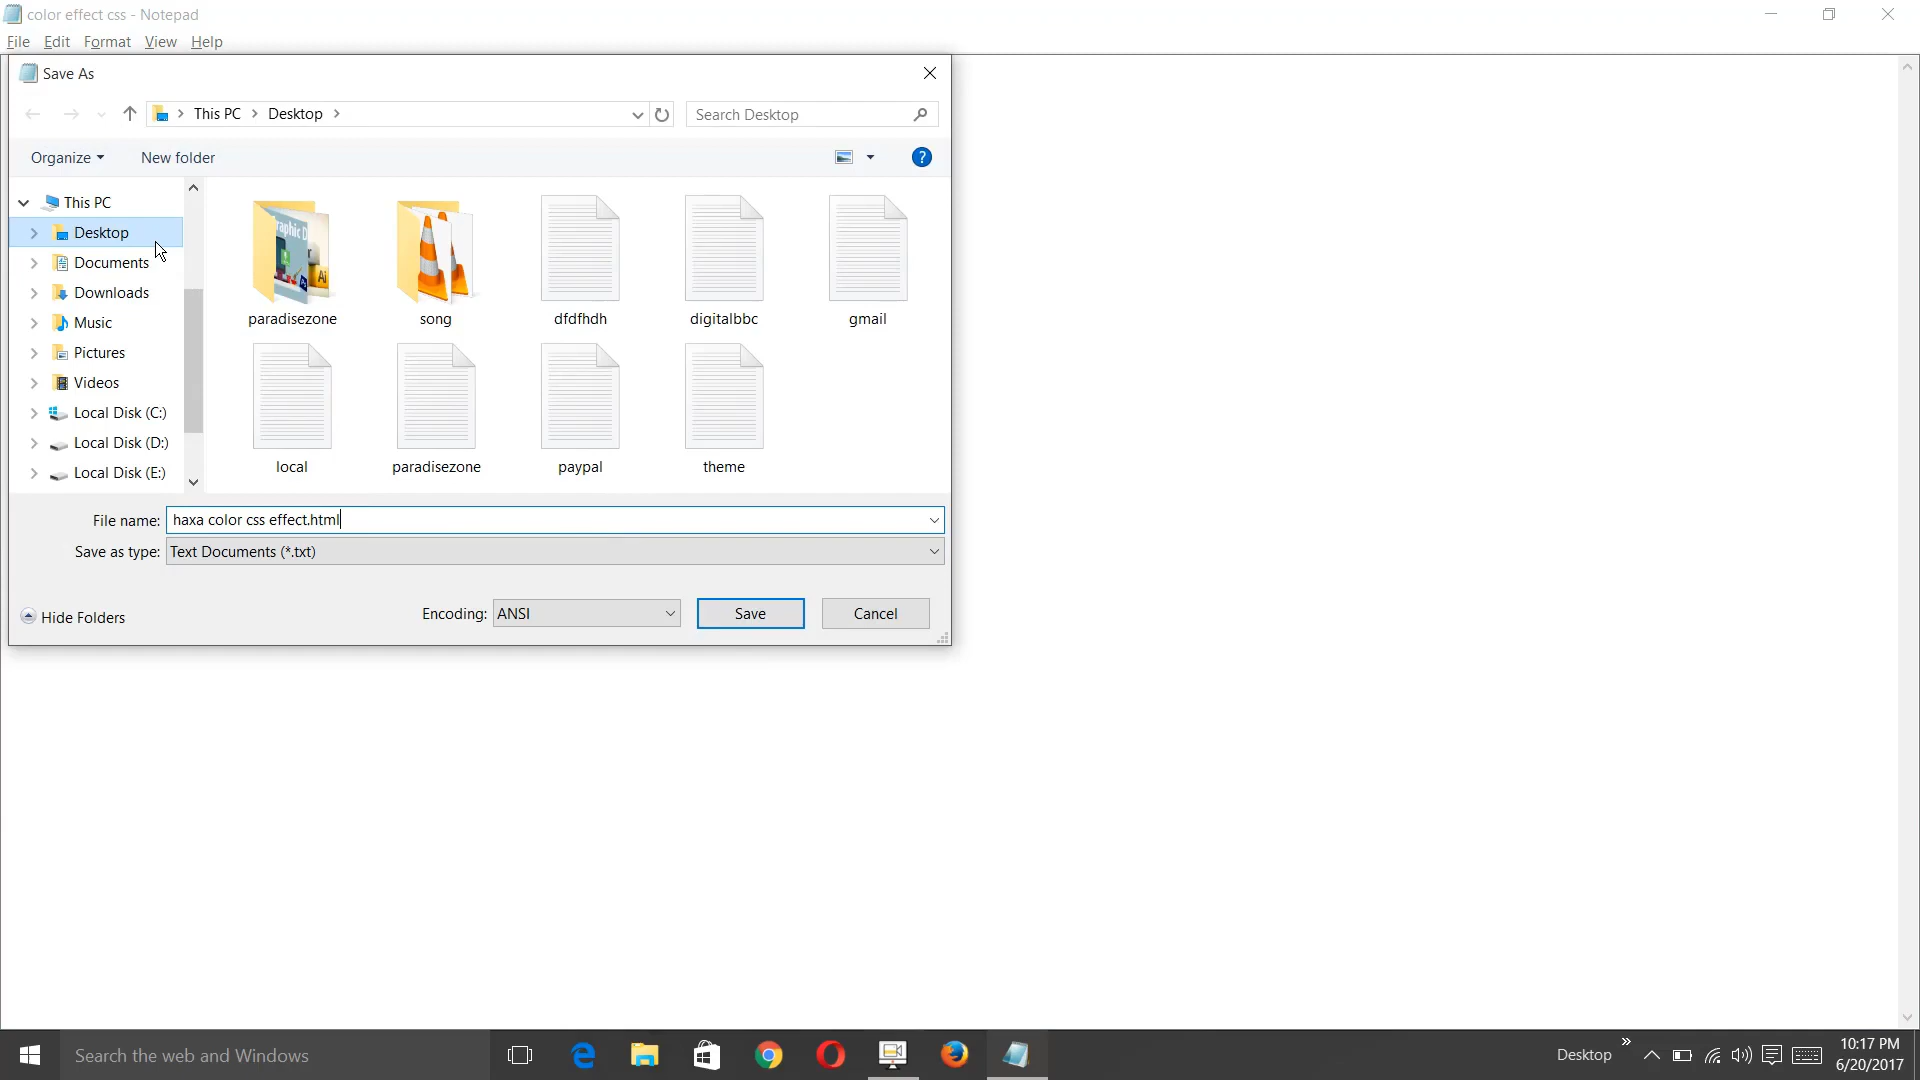 color effect css - Notepad
File Edit Format View Help
Save As
This PC Desktop
Search Desktop
Organize New folder
?
This PC
Desktop
Documents
Downloads
Music
Pictures
Videos
Local Disk (C:)
Local Disk (D:)
Local Disk (E:)
paradisezone song dfdfhdh digitalbbc gmail
local paradisezone paypal theme
File name: haxa color css effect.html
Save as type: Text Documents (*.txt)
Hide Folders
Encoding: ANSI
Save
Cancel
Search the web and Windows
Desktop
10:17 PM
6/20/2017